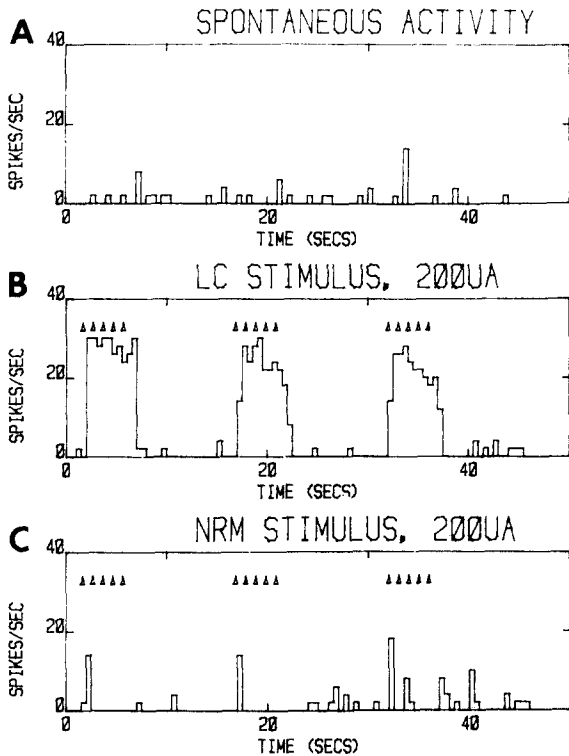 A SPONTANEOUS ACTIVITY
40
20
0
SPIKES/SEC
0 20 40
TIME (SECS)
B LC STIMULUS, 200UA
40
20
0
SPIKES/SEC
0 20 40
TIME (SECS)
C NRM STIMULUS, 200UA
40
20
0
SPIKES/SEC
0 20 40
TIME (SECS)